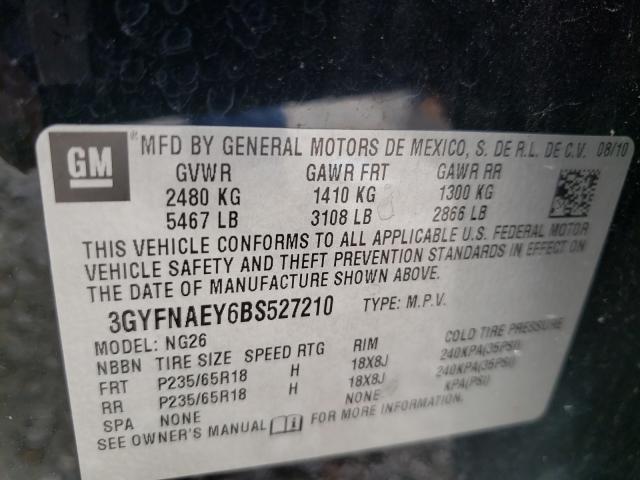 GM
® MFD BY GENERAL MOTORS DE MEXICO, S. DE R.L. DE C.V. 08/10
GVWR GAWR FRT GAWR RR
2480 KG 1410 KG 1300 KG
5467 LB 3108 LB 2866 LB
THIS VEHICLE CONFORMS TO ALL APPLICABLE U.S. FEDERAL MOTOR
VEHICLE SAFETY AND THEFT PREVENTION STANDARDS IN EFFECT ON
THE DATE OF MANUFACTURE SHOWN ABOVE.
3GYFNAEY6BS527210 TYPE: M.P.V.
MODEL: NG26
NBBN TIRE SIZE SPEED RTG RIM COLD TIRE PRESSURE
FRT P235/65R18 H 18X8J 240KPA(35PSI)
RR P235/65R18 H 18X8J 240KPA(35PSI)
SPA NONE NONE KPA(PSI)
SEE OWNER'S MANUAL FOR MORE INFORMATION.